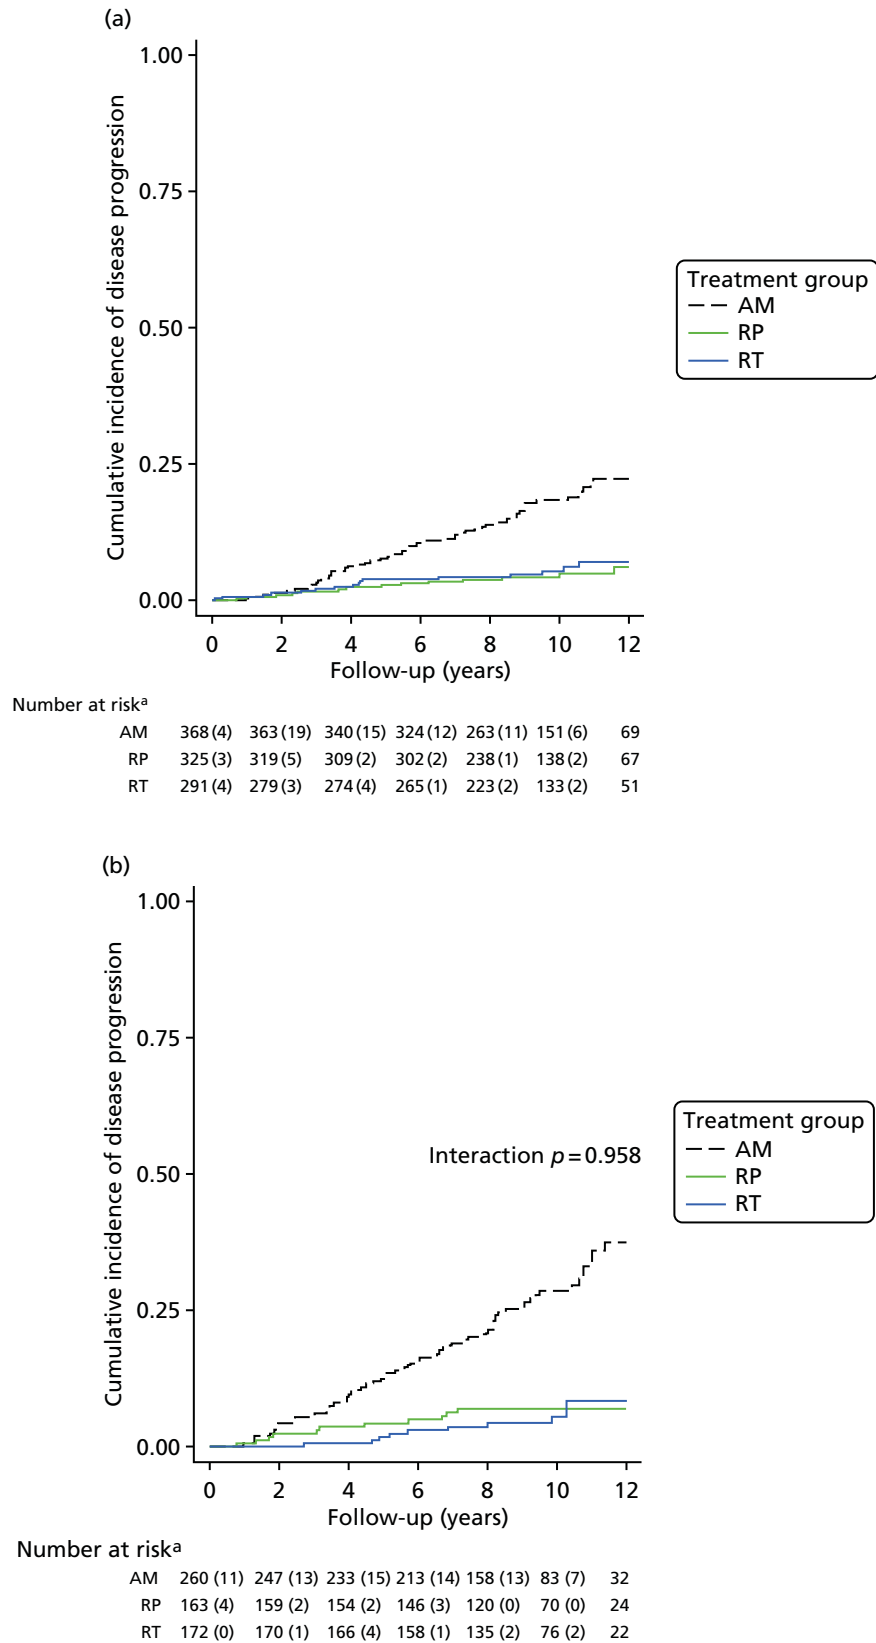 (a)
Cumulative incidence of disease progression
1.00
0.75
0.50
0.25
0.00
0 2 4 6 8 10 12
Follow-up (years)
Treatment group
AM
RP
RT
Number at riskᵃ
AM 368 (4) 363 (19) 340 (15) 324 (12) 263 (11) 151 (6) 69
RP 325 (3) 319 (5) 309 (2) 302 (2) 238 (1) 138 (2) 67
RT 291 (4) 279 (3) 274 (4) 265 (1) 223 (2) 133 (2) 51
(b)
Cumulative incidence of disease progression
1.00
0.75
0.50
0.25
0.00
0 2 4 6 8 10 12
Follow-up (years)
Interaction p = 0.958
Treatment group
AM
RP
RT
Number at riskᵃ
AM 260 (11) 247 (13) 233 (15) 213 (14) 158 (13) 83 (7) 32
RP 163 (4) 159 (2) 154 (2) 146 (3) 120 (0) 70 (0) 24
RT 172 (0) 170 (1) 166 (4) 158 (1) 135 (2) 76 (2) 22